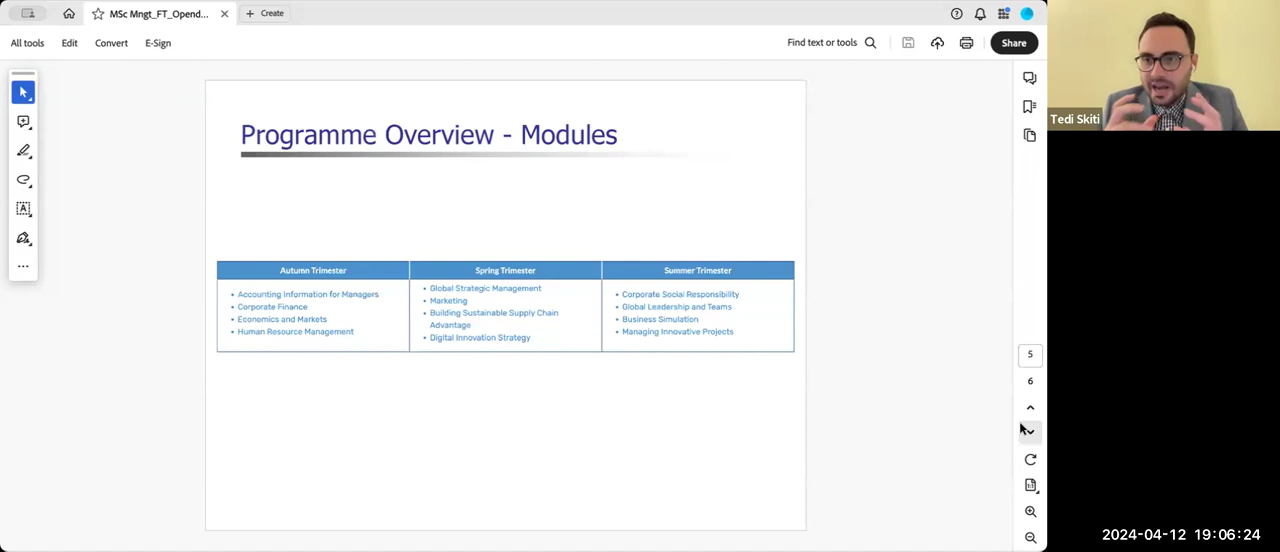 MSc Mngt_FT_Opend...
Create
All tools
Edit
Convert
E-Sign
Find text or tools
Share
Tedi Skiti
Programme Overview - Modules
Autumn Trimester
Accounting Information for Managers
Corporate Finance
Economics and Markets
Human Resource Management
Spring Trimester
Global Strategic Management
Marketing
Building Sustainable Supply Chain
Advantage
Digital Innovation Strategy
Summer Trimester
Corporate Social Responsibility
Global Leadership and Teams
Business Simulation
Managing Innovative Projects
5
6
2024-04-12 19:06:24